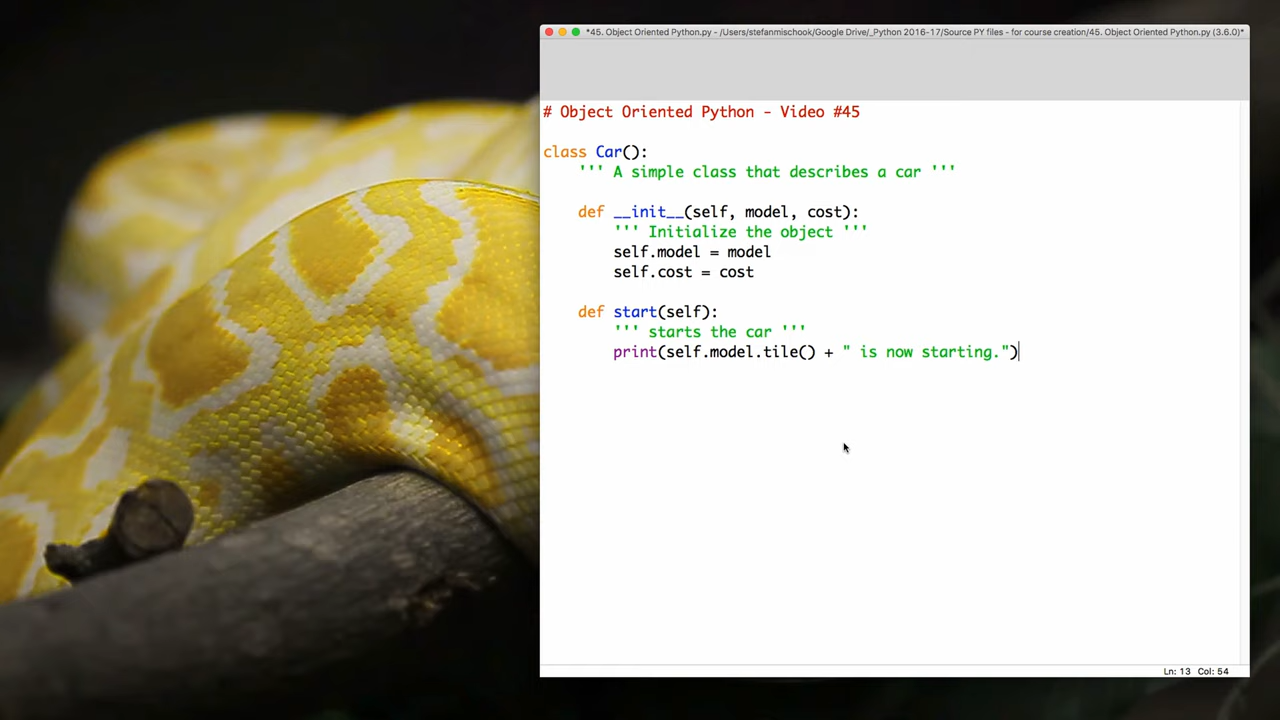 *45. Object Oriented Python.py - /Users/stefanmischook/Google Drive/_Python 2016-17/Source PY files - for course creation/45. Object Oriented Python.py (3.6.0)*
# Object Oriented Python - Video #45
class Car():
''' A simple class that describes a car '''
def __init__(self, model, cost):
''' Initialize the object '''
self.model = model
self.cost = cost
def start(self):
''' starts the car '''
print(self.model.tile() + " is now starting.")
Ln: 13 Col: 54